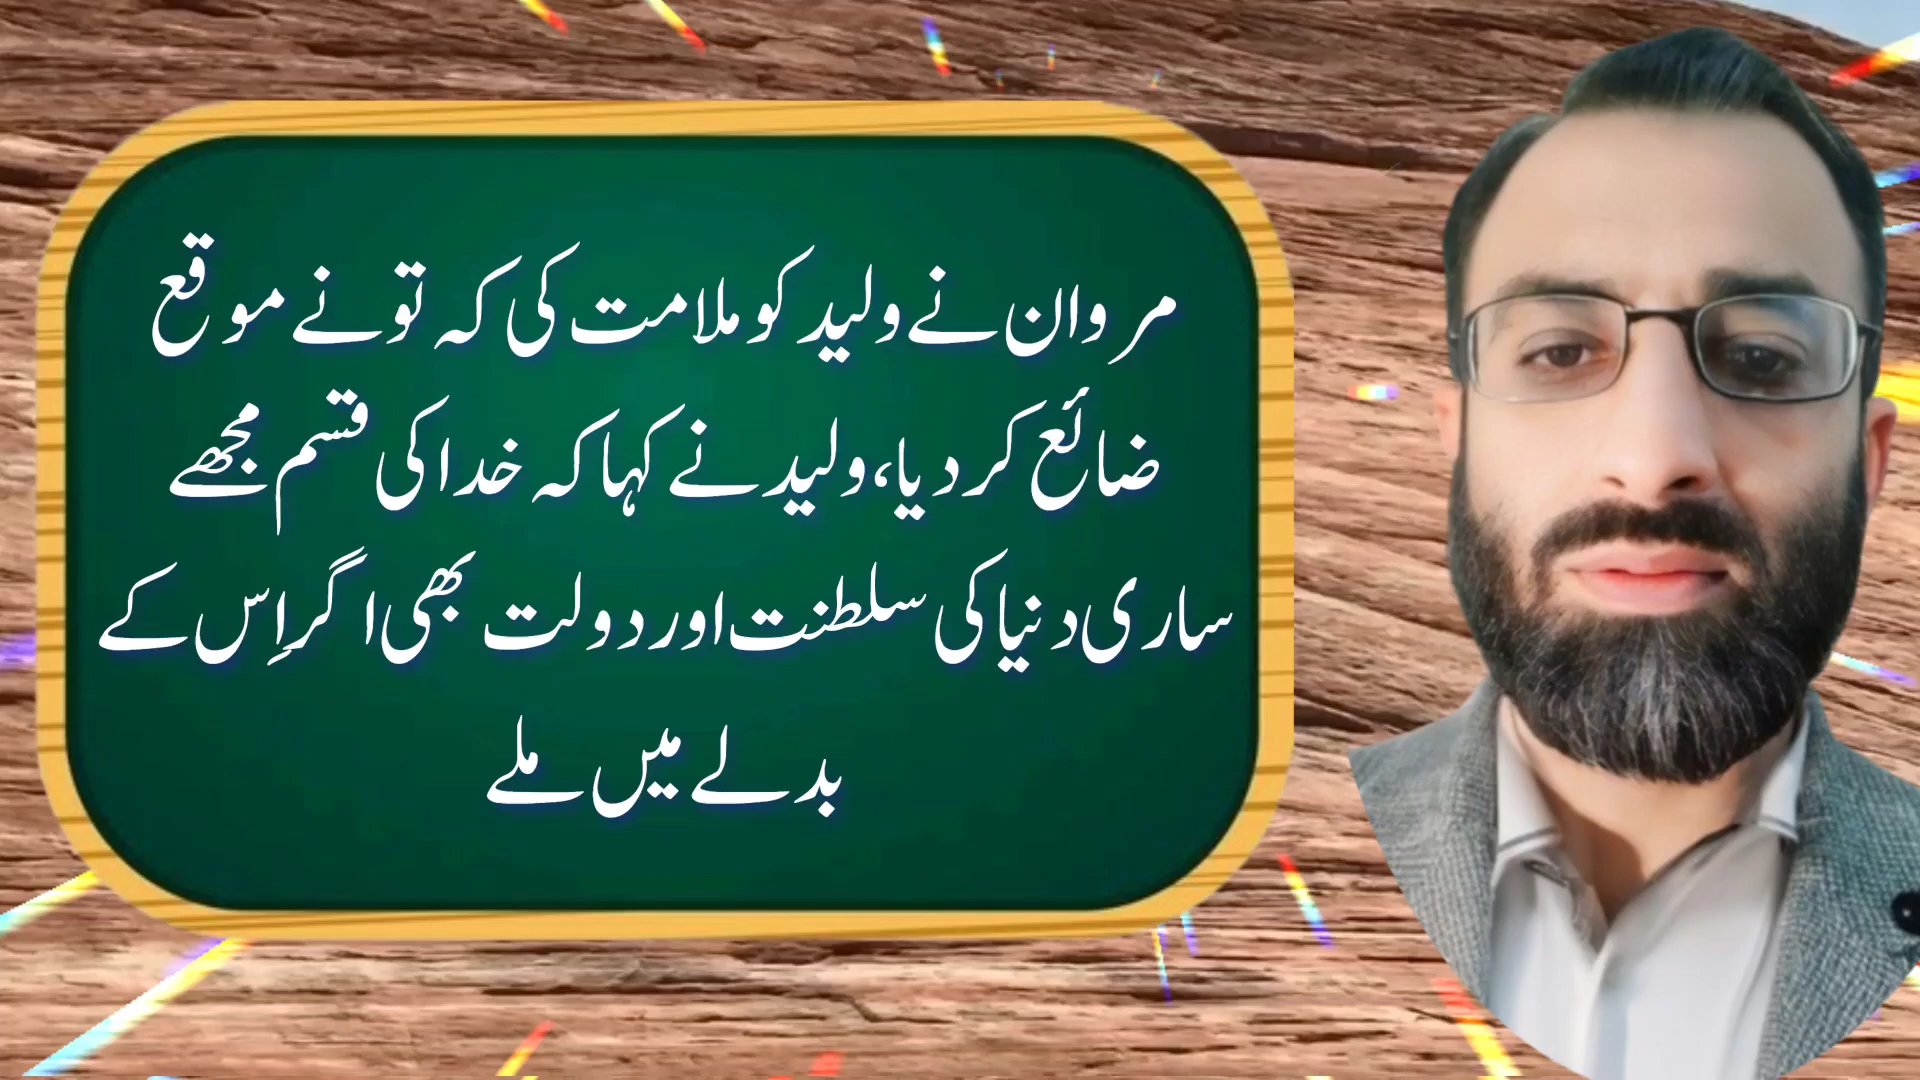 مروان نے ولید کو ملامت کی کہ تو نے موقع
ضائع کر دیا، ولید نے کہا کہ خدا کی قسم مجھے
ساری دنیا کی سلطنت اور دولت بھی اگر اِس کے
بدلے میں ملے